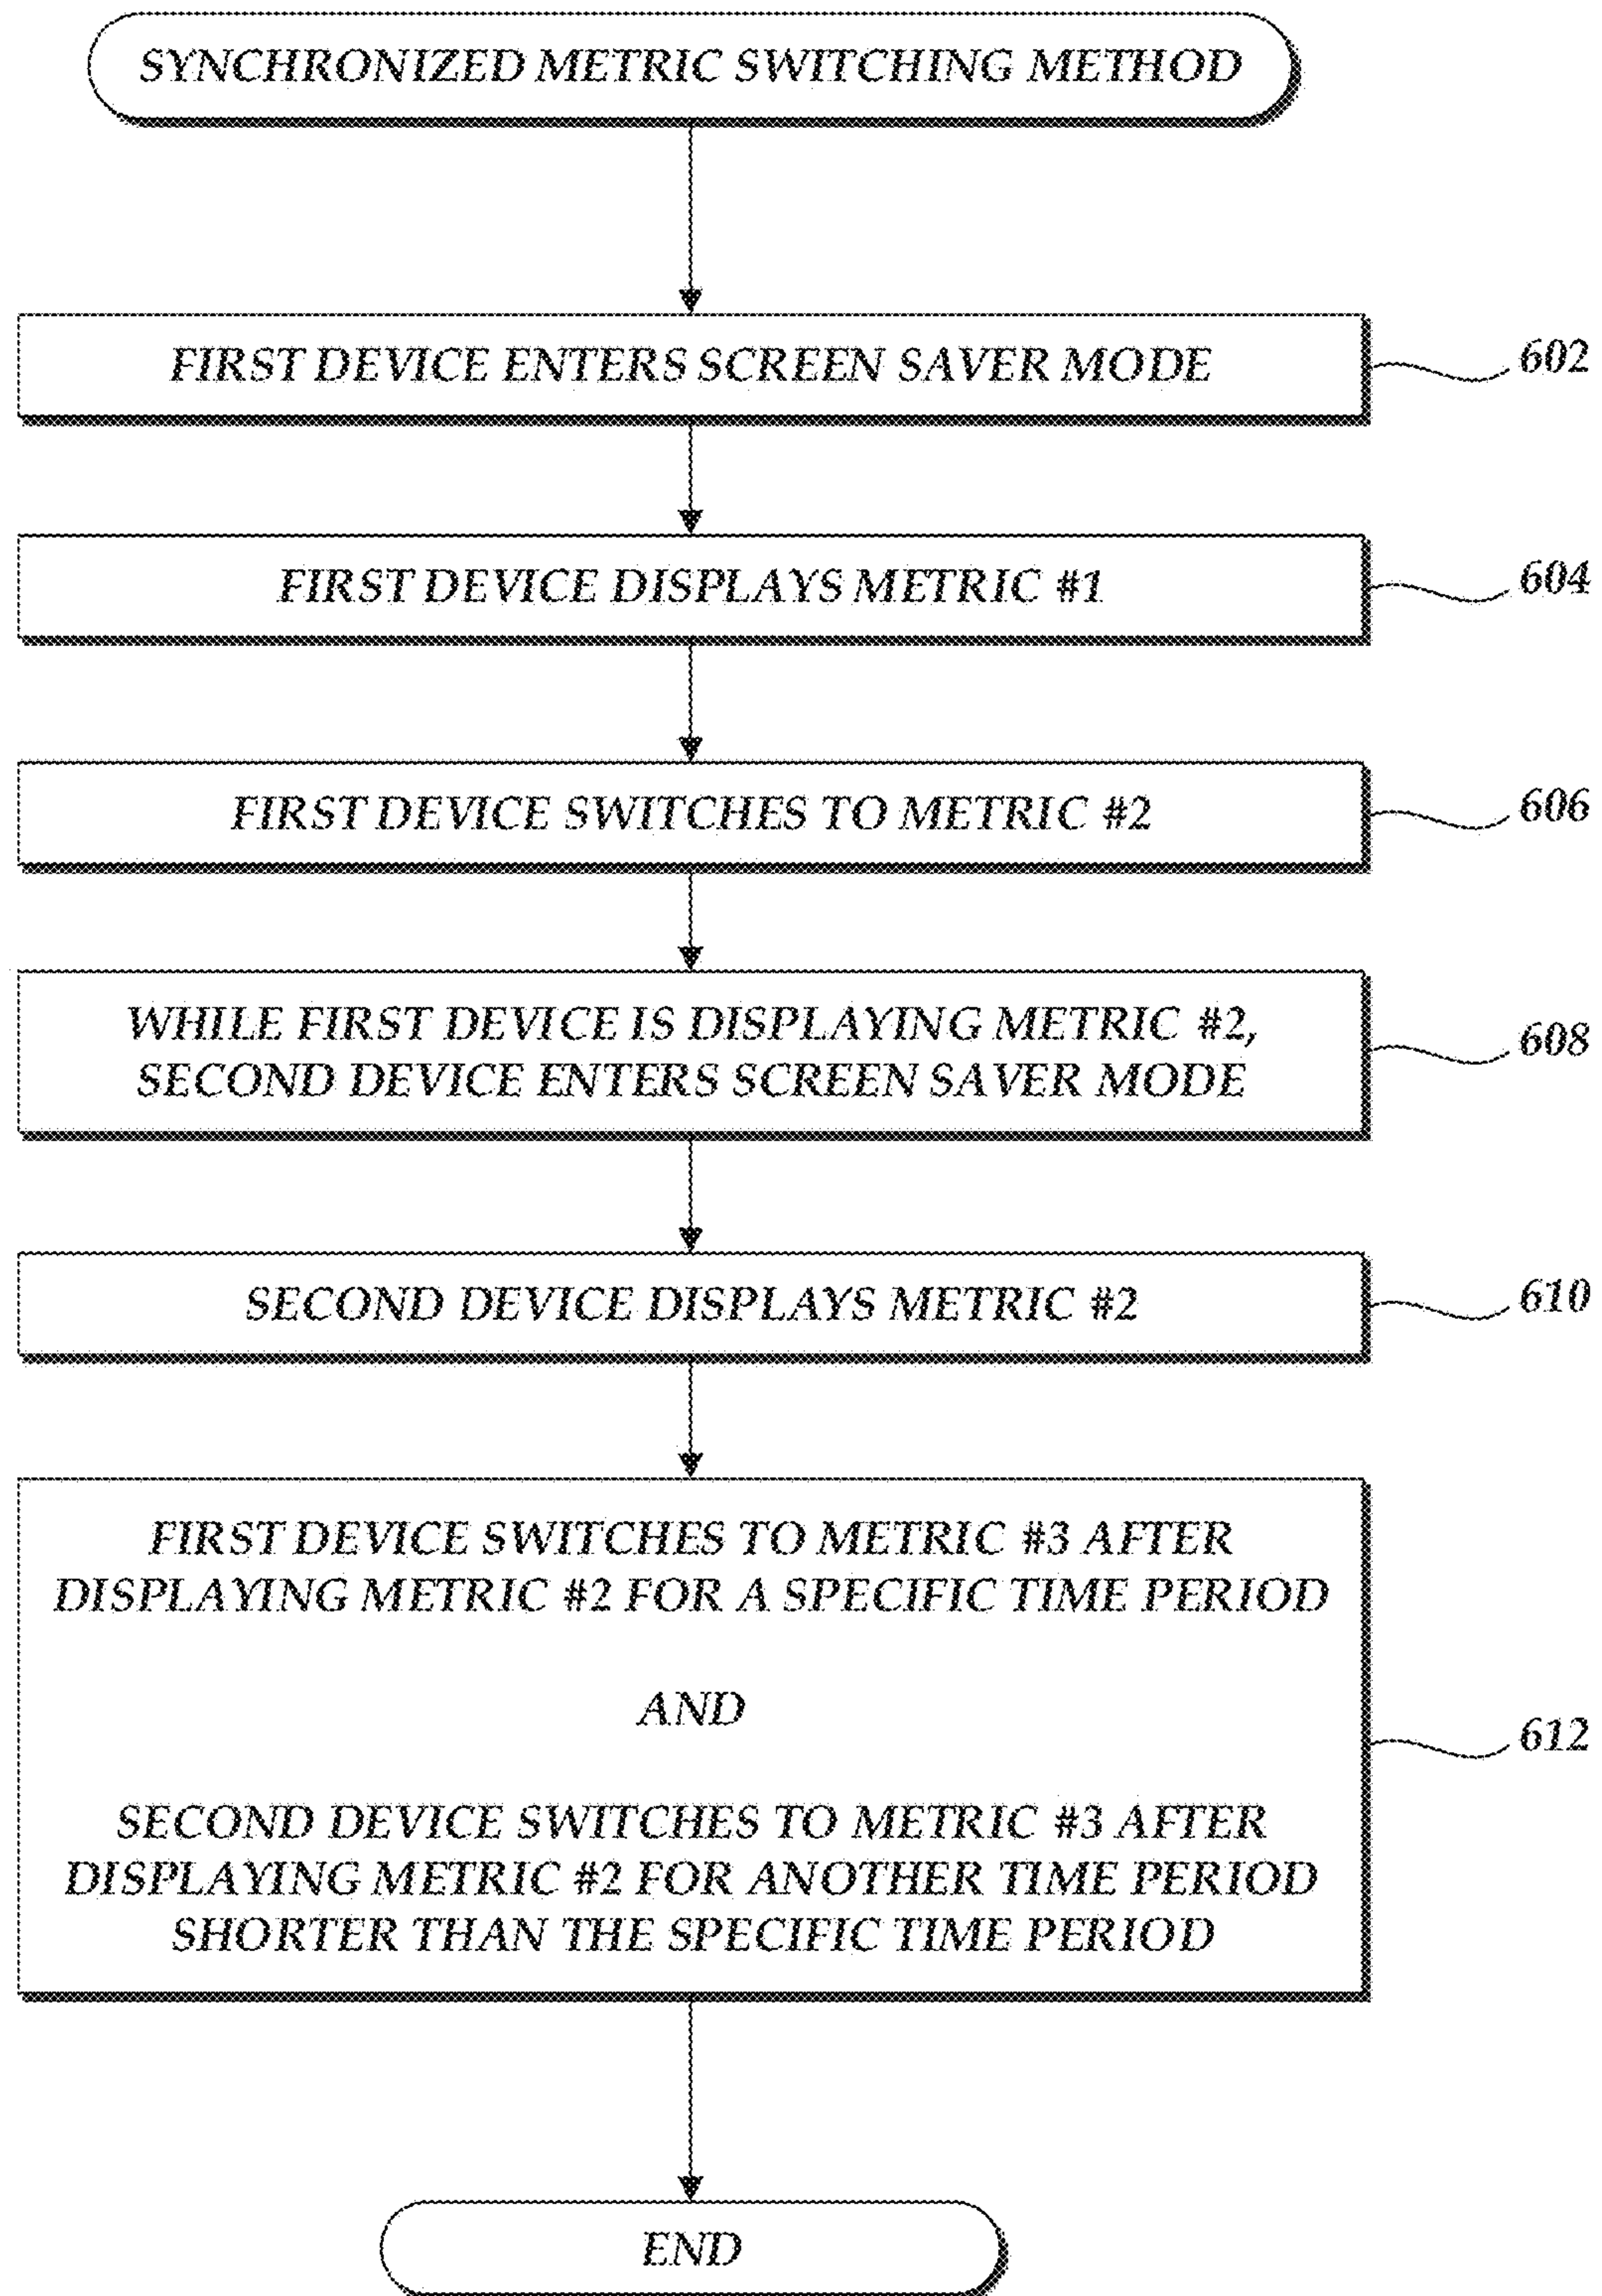 SYNCHRONIZED METRIC SWITCHING METHOD
FIRST DEVICE ENTERS SCREEN SAVER MODE
602
FIRST DEVICE DISPLAYS METRIC #1
604
FIRST DEVICE SWITCHES TO METRIC #2
606
WHILE FIRST DEVICE IS DISPLAYING METRIC #2,
SECOND DEVICE ENTERS SCREEN SAVER MODE
608
SECOND DEVICE DISPLAYS METRIC #2
610
FIRST DEVICE SWITCHES TO METRIC #3 AFTER
DISPLAYING METRIC #2 FOR A SPECIFIC TIME PERIOD
AND
SECOND DEVICE SWITCHES TO METRIC #3 AFTER
DISPLAYING METRIC #2 FOR ANOTHER TIME PERIOD
SHORTER THAN THE SPECIFIC TIME PERIOD
612
END